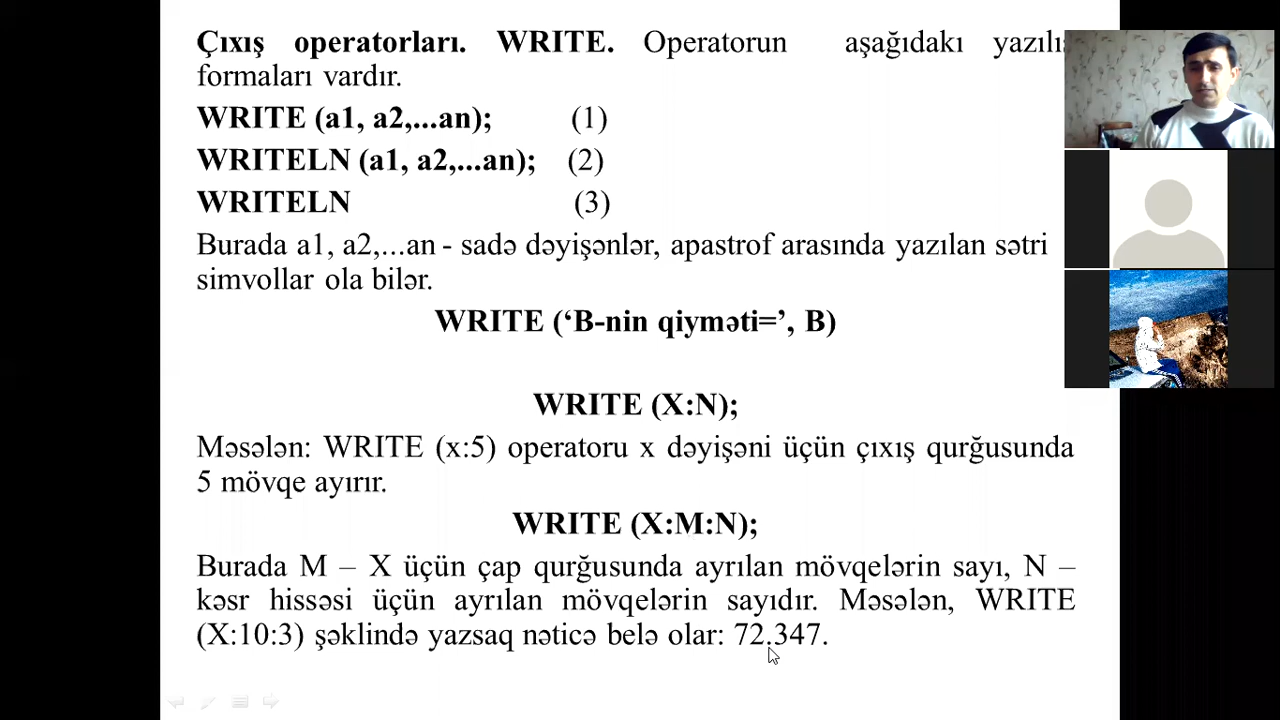 Çıxış operatorları. WRITE. Operatorun aşağıdakı yazılış
formaları vardır.
WRITE (a1, a2,...an); (1)
WRITELN (a1, a2,...an); (2)
WRITELN (3)
Burada a1, a2,...an - sadə dəyişənlər, apastrof arasında yazılan sətri
simvollar ola bilər.
WRITE (‘B-nin qiyməti=’, B)
WRITE (X:N);
Məsələn: WRITE (x:5) operatoru x dəyişəni üçün çıxış qurğusunda
5 mövqe ayırır.
WRITE (X:M:N);
Burada M – X üçün çap qurğusunda ayrılan mövqelərin sayı, N –
kəsr hissəsi üçün ayrılan mövqelərin sayıdır. Məsələn, WRITE
(X:10:3) şəklində yazsaq nəticə belə olar: 72.347.